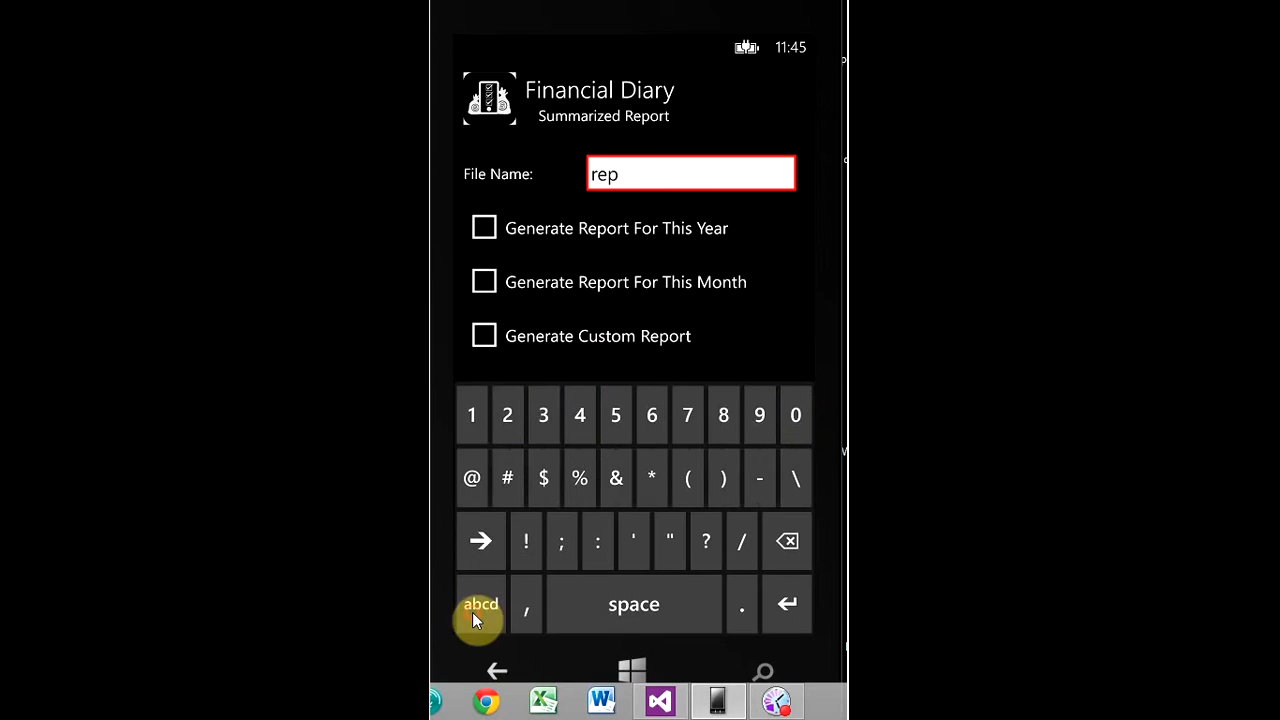 11:45
Financial Diary
Summarized Report
File Name: rep
Generate Report For This Year
Generate Report For This Month
Generate Custom Report
1 2 3 4 5 6 7 8 9 0
@ # $ % & * ( ) - \
! ; : ' " ? /
abcd , space .